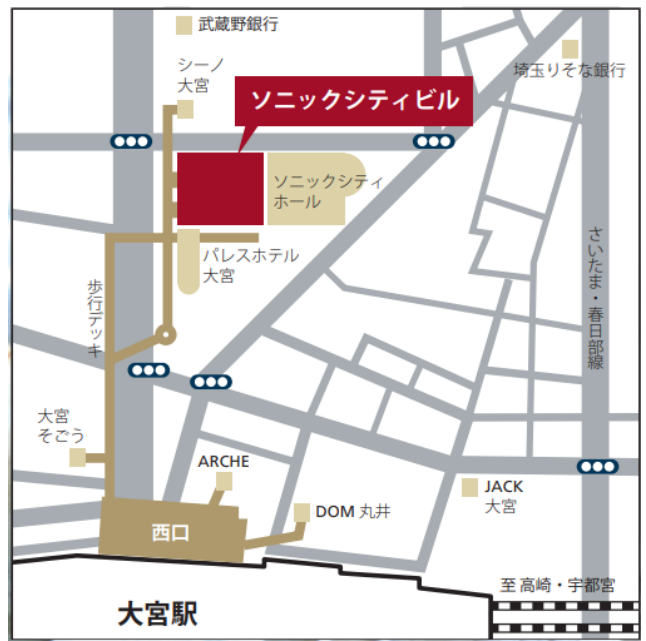 武蔵野銀行
シーノ
大宮
埼玉りそな銀行
ソニックシティビル
ソニックシティ
ホール
パレスホテル
大宮
さいたま・春日部線
歩行デッキ
大宮
そごう
ARCHE
JACK
大宮
DOM 丸井
西口
至 高崎・宇都宮
大宮駅